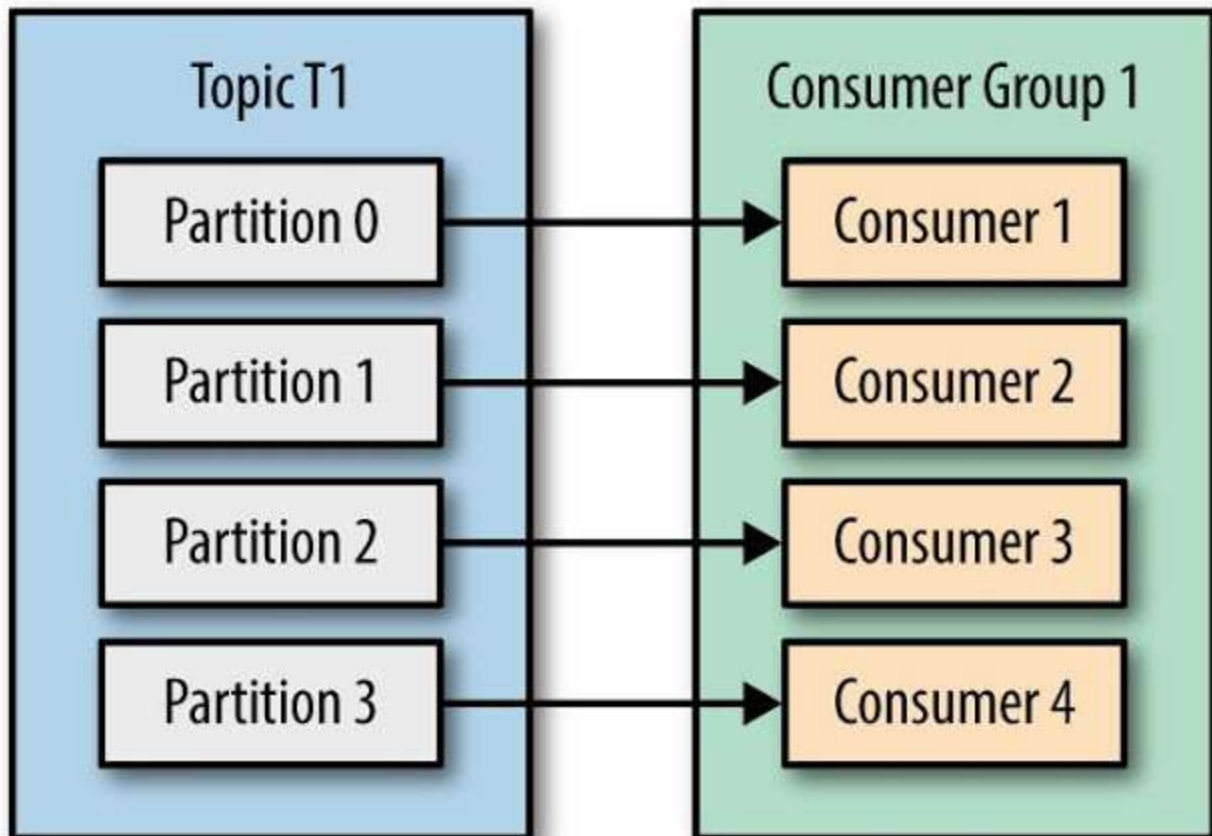 Topic T1
Partition 0
Partition 1
Partition 2
Partition 3
Consumer Group 1
Consumer 1
Consumer 2
Consumer 3
Consumer 4